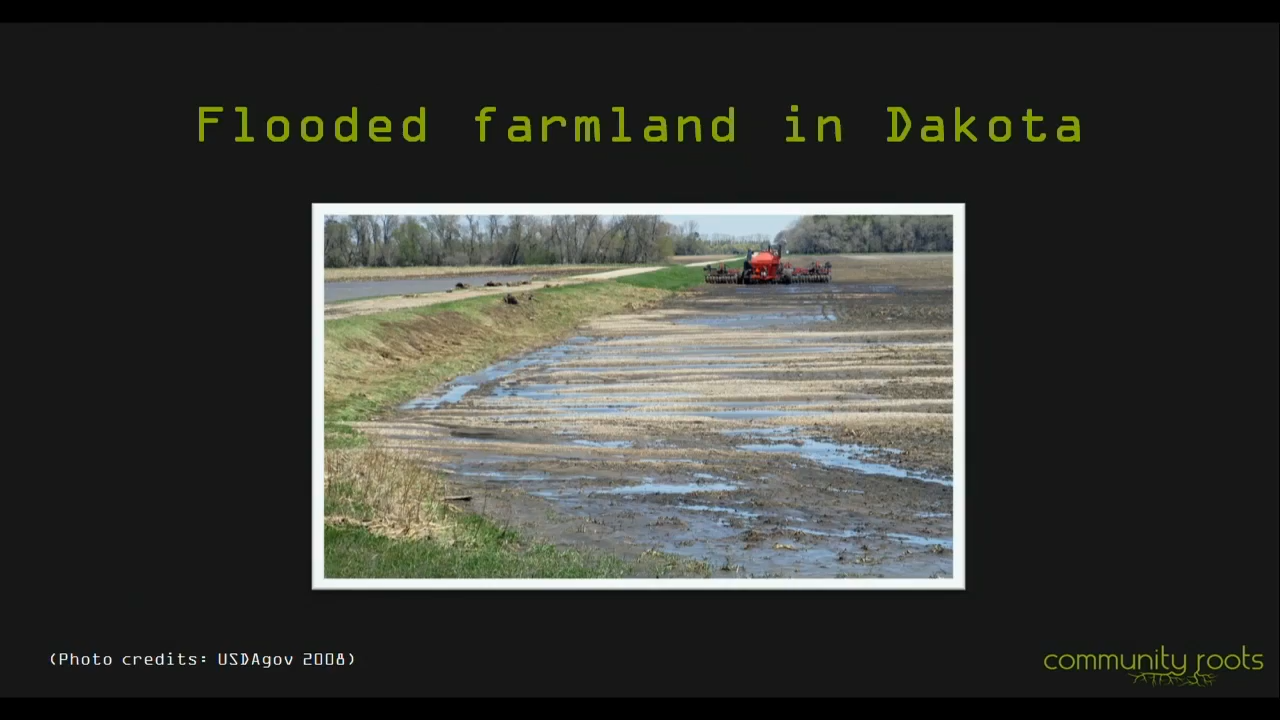 Flooded farmland in Dakota
(Photo credits: USDAgov 2008)
community roots